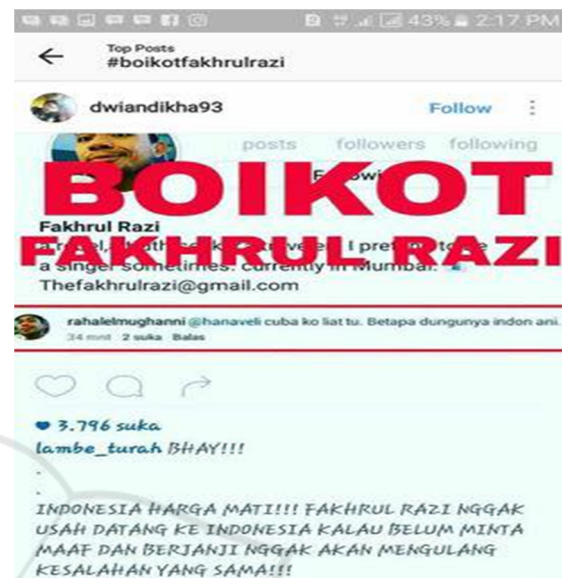 43% 2:17 PM
Top Posts
#boikotfakhrulrazi
dwiandikha93 Follow
posts followers following
BOIKOT
Fakhrul Razi
FAKHRUL RAZI
a singer sometimes. currently in Mumbai.
Thefakhrulrazi@gmail.com
rahalelmughanni @hanaveli cuba ko liat tu. Betapa dungunya indon ani.
34 mnt 2 suka Balas
3.796 suka
lambe_turah BHAY!!!
.
.
INDONESIA HARGA MATI!!! FAKHRUL RAZI NGGAK
USAH DATANG KE INDONESIA KALAU BELUM MINTA
MAAF DAN BERJANJI NGGAK AKAN MENGULANG
KESALAHAN YANG SAMA!!!